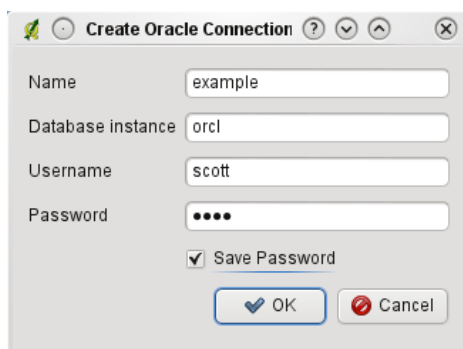 Create Oracle Connection
Name example
Database instance orcl
Username scott
Password ••••
Save Password
OK Cancel